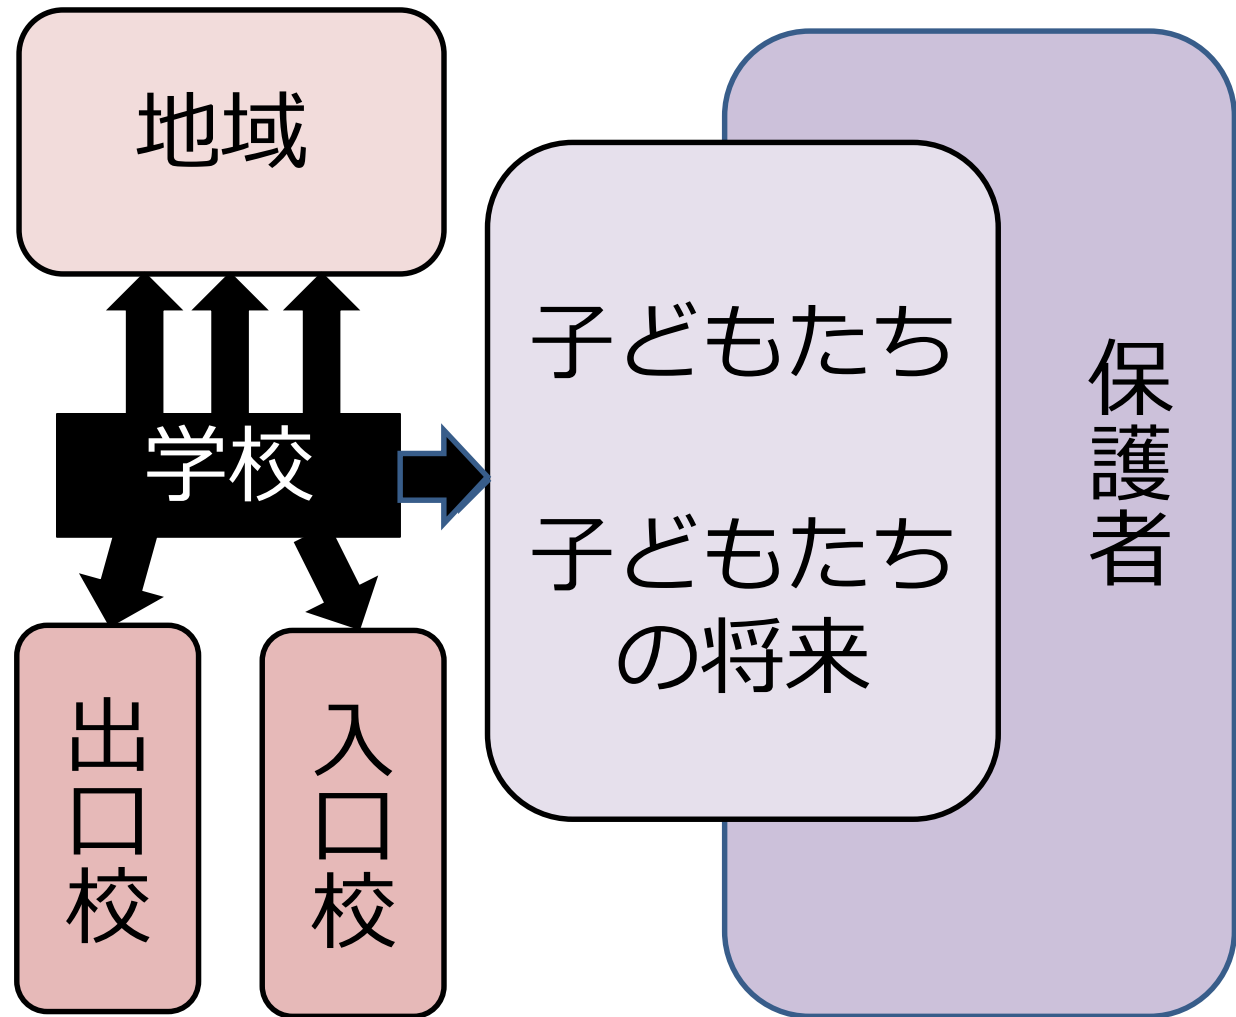 地域
学校
子どもたち
子どもたち
の将来
保護者
出口校
入口校